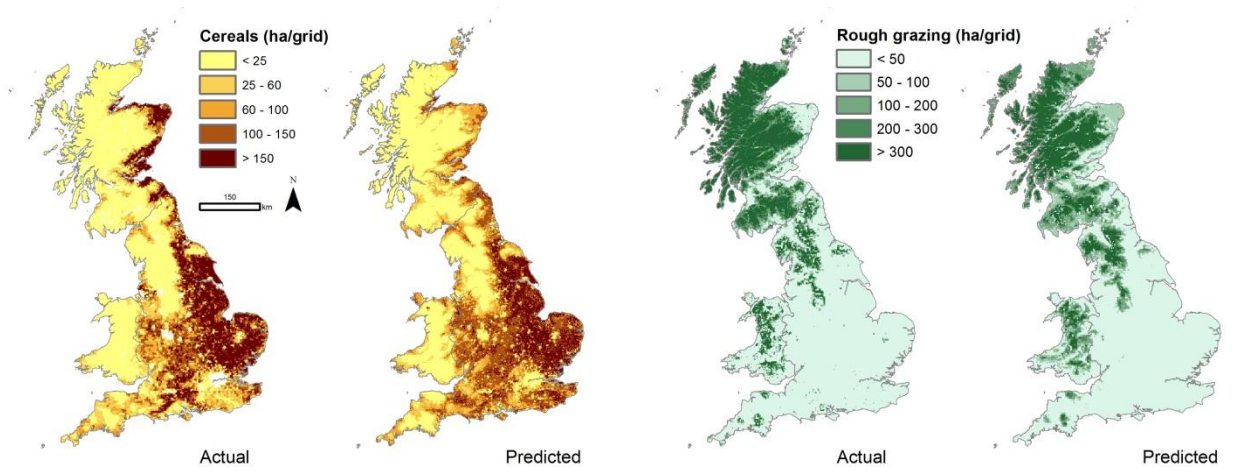 Cereals (ha/grid)
< 25
25 - 60
60 - 100
100 - 150
> 150
150
km
N
Actual
Predicted
Rough grazing (ha/grid)
< 50
50 - 100
100 - 200
200 - 300
> 300
Actual
Predicted